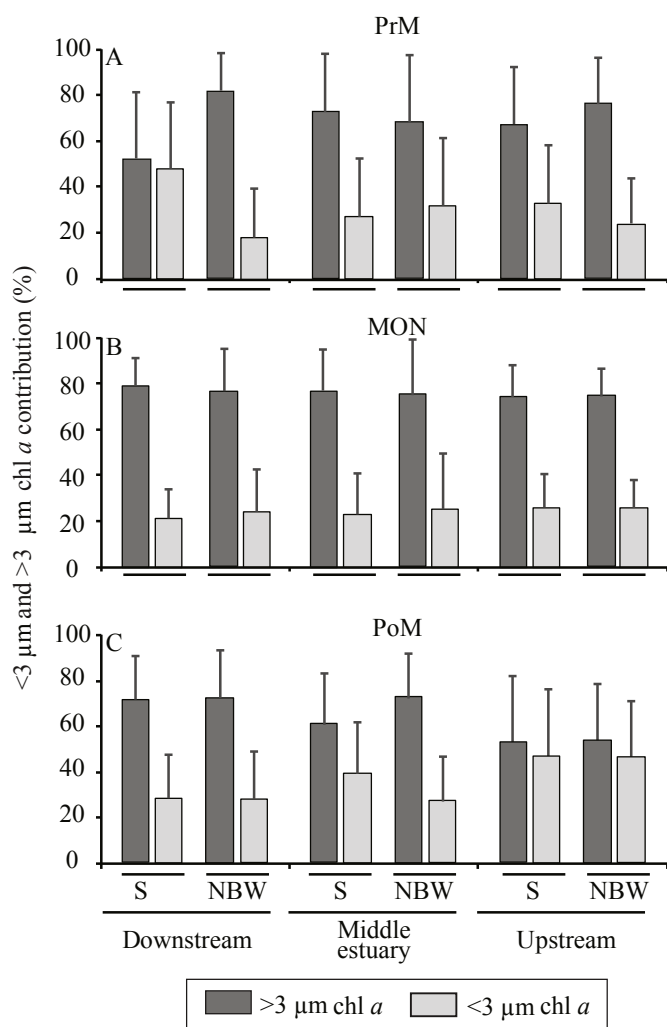 <3 μm and >3 μm chl a contribution (%)
A
PrM
100
80
60
40
20
0
B
MON
100
80
60
40
20
0
C
PoM
100
80
60
40
20
0
S NBW S NBW S NBW
Downstream Middle estuary Upstream
>3 μm chl a <3 μm chl a